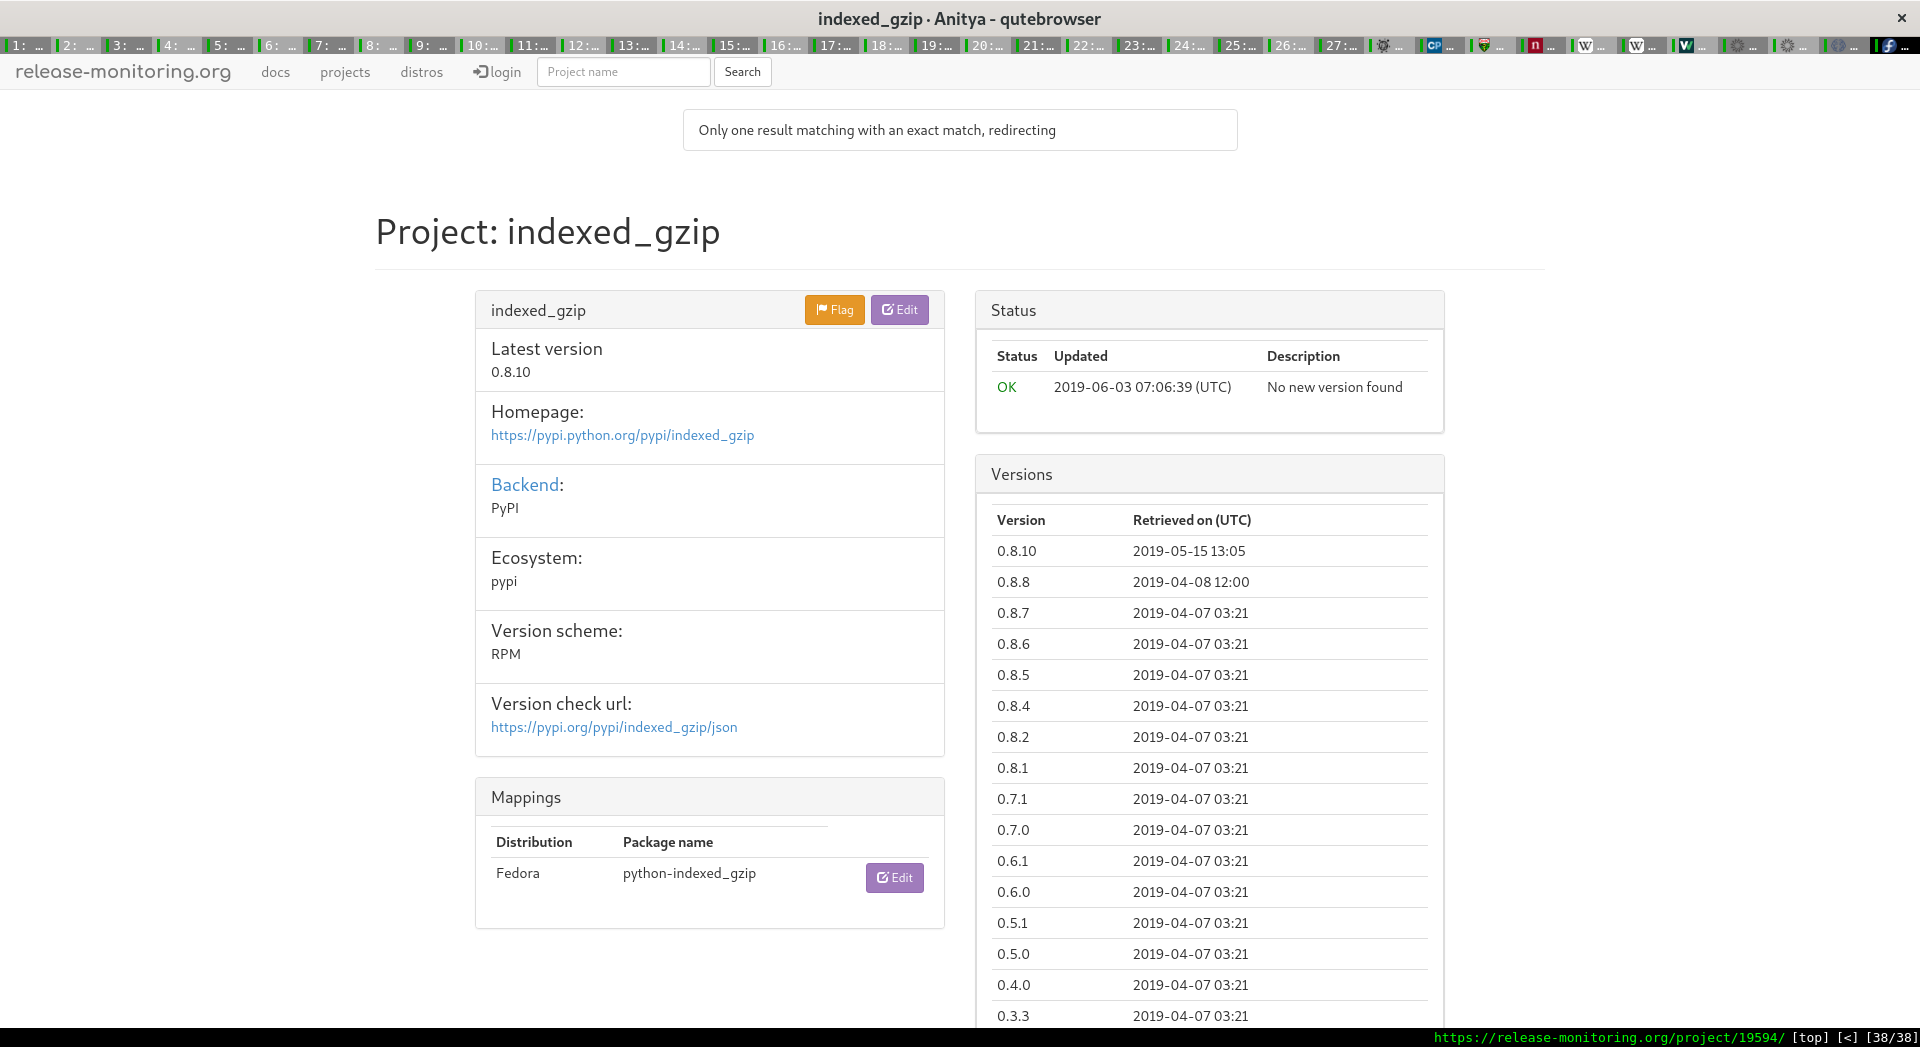 indexed_gzip · Anitya - qutebrowser
1: … 2: … 3: … 4: … 5: … 6: … 7: … 8: … 9: … 10:… 11:… 12:… 13:… 14:… 15:… 16:… 17:… 18:… 19:… 20:… 21:… 22:… 23:… 24:… 25:… 26:… 27:…
release-monitoring.org docs projects distros login Project name Search
Only one result matching with an exact match, redirecting
Project: indexed_gzip
indexed_gzip Flag Edit
Latest version
0.8.10
Homepage:
https://pypi.python.org/pypi/indexed_gzip
Backend:
PyPI
Ecosystem:
pypi
Version scheme:
RPM
Version check url:
https://pypi.org/pypi/indexed_gzip/json
Mappings
Distribution Package name
Fedora python-indexed_gzip Edit
Status
Status Updated Description
OK 2019-06-03 07:06:39 (UTC) No new version found
Versions
Version Retrieved on (UTC)
0.8.10 2019-05-15 13:05
0.8.8 2019-04-08 12:00
0.8.7 2019-04-07 03:21
0.8.6 2019-04-07 03:21
0.8.5 2019-04-07 03:21
0.8.4 2019-04-07 03:21
0.8.2 2019-04-07 03:21
0.8.1 2019-04-07 03:21
0.7.1 2019-04-07 03:21
0.7.0 2019-04-07 03:21
0.6.1 2019-04-07 03:21
0.6.0 2019-04-07 03:21
0.5.1 2019-04-07 03:21
0.5.0 2019-04-07 03:21
0.4.0 2019-04-07 03:21
0.3.3 2019-04-07 03:21
https://release-monitoring.org/project/19594/ [top] [<] [38/38]